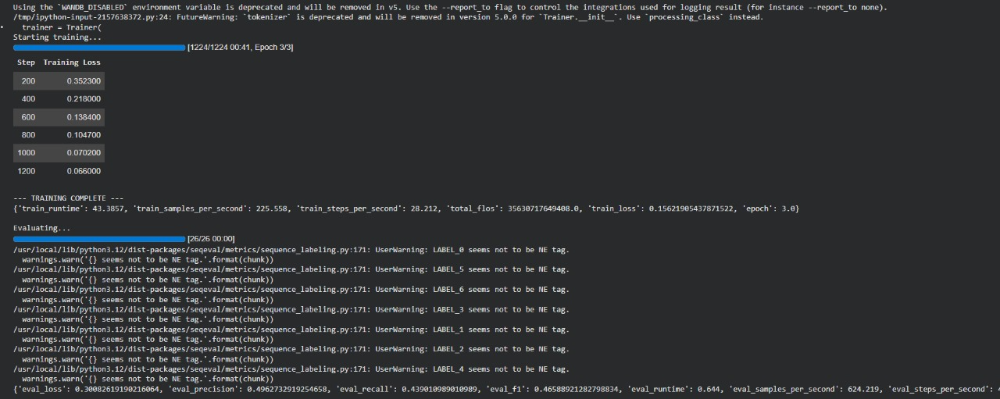 Using the `WANDB_DISABLED` environment variable is deprecated and will be removed in v5. Use the --report_to flag to control the integrations used for logging result (for instance --report_to none).
/tmp/ipython-input-2157638372.py:24: FutureWarning: `tokenizer` is deprecated and will be removed in version 5.0.0 for `Trainer.__init__`. Use `processing_class` instead.
trainer = Trainer(
Starting training...
[1224/1224 00:41, Epoch 3/3]
Step Training Loss
200 0.352300
400 0.218000
600 0.138400
800 0.104700
1000 0.070200
1200 0.066000
--- TRAINING COMPLETE ---
{'train_runtime': 43.3857, 'train_samples_per_second': 225.558, 'train_steps_per_second': 28.212, 'total_flos': 35630717649408.0, 'train_loss': 0.15621905437871522, 'epoch': 3.0}
Evaluating...
[26/26 00:00]
/usr/local/lib/python3.12/dist-packages/seqeval/metrics/sequence_labeling.py:171: UserWarning: LABEL_0 seems not to be NE tag.
warnings.warn('{} seems not to be NE tag.'.format(chunk))
/usr/local/lib/python3.12/dist-packages/seqeval/metrics/sequence_labeling.py:171: UserWarning: LABEL_5 seems not to be NE tag.
warnings.warn('{} seems not to be NE tag.'.format(chunk))
/usr/local/lib/python3.12/dist-packages/seqeval/metrics/sequence_labeling.py:171: UserWarning: LABEL_6 seems not to be NE tag.
warnings.warn('{} seems not to be NE tag.'.format(chunk))
/usr/local/lib/python3.12/dist-packages/seqeval/metrics/sequence_labeling.py:171: UserWarning: LABEL_3 seems not to be NE tag.
warnings.warn('{} seems not to be NE tag.'.format(chunk))
/usr/local/lib/python3.12/dist-packages/seqeval/metrics/sequence_labeling.py:171: UserWarning: LABEL_1 seems not to be NE tag.
warnings.warn('{} seems not to be NE tag.'.format(chunk))
/usr/local/lib/python3.12/dist-packages/seqeval/metrics/sequence_labeling.py:171: UserWarning: LABEL_2 seems not to be NE tag.
warnings.warn('{} seems not to be NE tag.'.format(chunk))
/usr/local/lib/python3.12/dist-packages/seqeval/metrics/sequence_labeling.py:171: UserWarning: LABEL_4 seems not to be NE tag.
warnings.warn('{} seems not to be NE tag.'.format(chunk))
{'eval_loss': 0.30082619190216064, 'eval_precision': 0.4962732919254658, 'eval_recall': 0.439010989010989, 'eval_f1': 0.46588921282798834, 'eval_runtime': 0.644, 'eval_samples_per_second': 624.219, 'eval_steps_per_second':